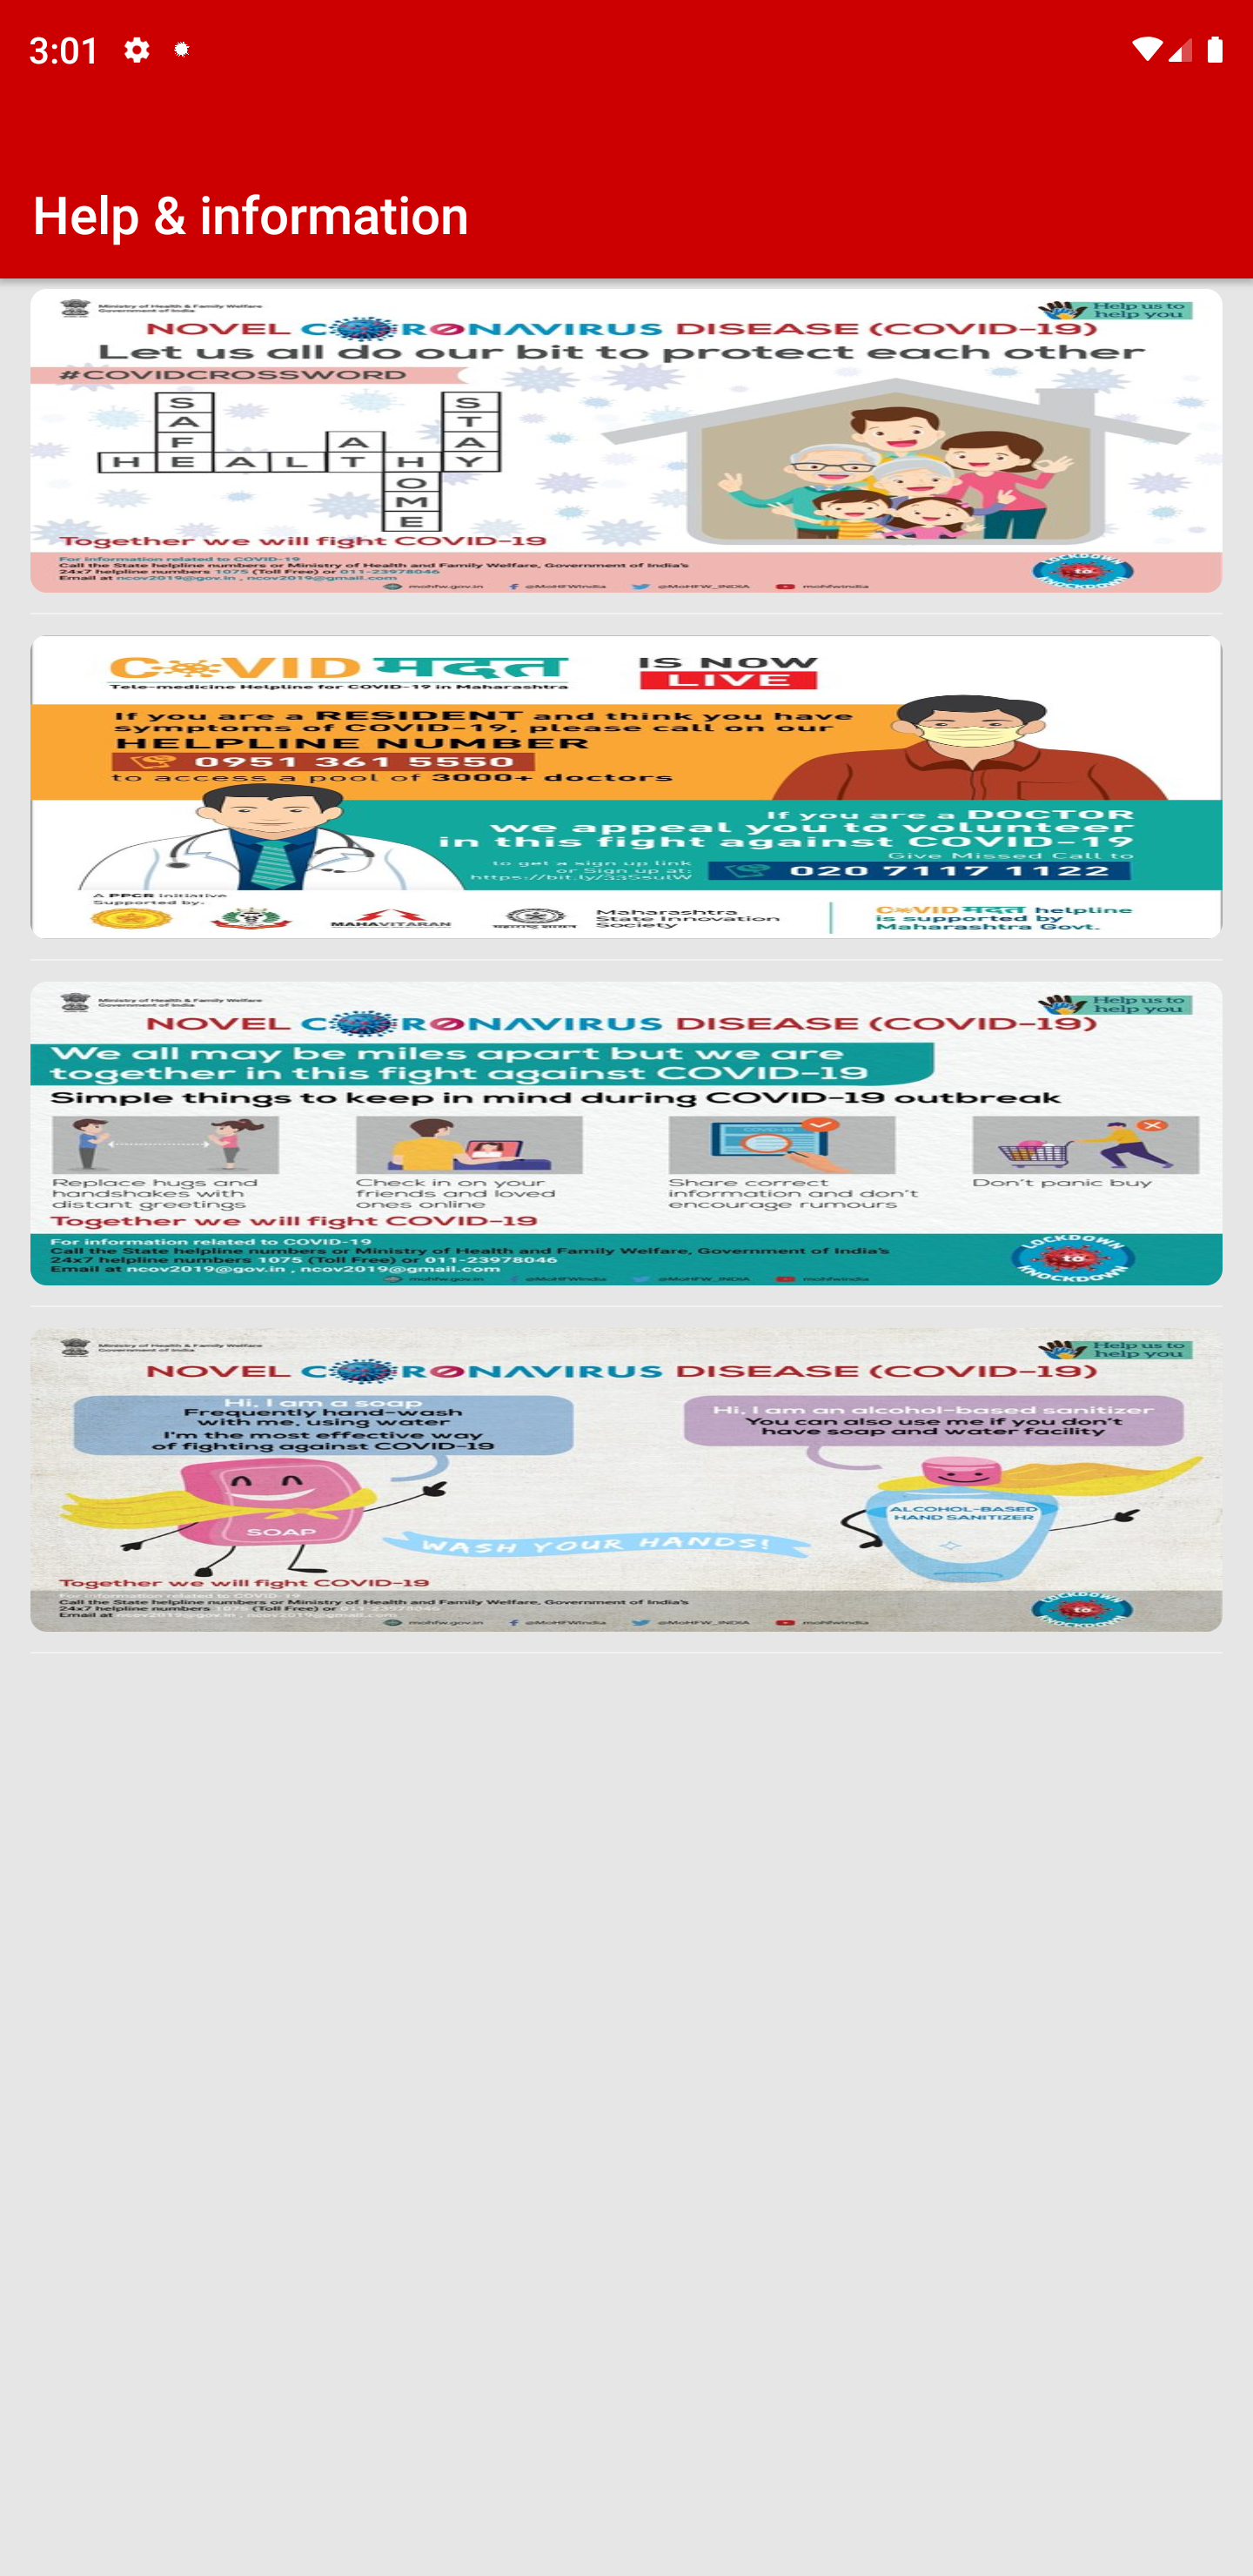 3:01
Help & information
Ministry of Health & Family Welfare
Government of India
Help us to
help you
NOVEL CORONAVIRUS DISEASE (COVID-19)
Let us all do our bit to protect each other
#COVIDCROSSWORD
SAFE
STAY
AT
HEALTHY
HOME
Together we will fight COVID-19
For information related to COVID-19
Call the State helpline numbers or Ministry of Health and Family Welfare, Government of India's
24x7 helpline numbers 1075 (Toll Free) or 011-23978046
Email at ncov2019@gov.in , ncov2019@gmail.com
mohfw.gov.in @MoHFWIndia @MoHFW_INDIA mohfwindia
LOCKDOWN
to
KNOCKDOWN
COVID मदत
Tele-medicine Helpline for COVID-19 in Maharashtra
IS NOW
LIVE
If you are a RESIDENT and think you have
symptoms of COVID-19, please call on our
HELPLINE NUMBER
0951 361 5550
to access a pool of 3000+ doctors
If you are a DOCTOR
we appeal you to volunteer
in this fight against COVID-19
Give Missed Call to
to get a sign up link
or Sign up at:
020 7117 1122
A PPCR initiative
Supported by:
MAHAVITARAN
महाराष्ट्र शासन
Maharashtra
State Innovation
Society
COVID मदत helpline
is supported by
Maharashtra Govt.
Ministry of Health & Family Welfare
Government of India
Help us to
help you
NOVEL CORONAVIRUS DISEASE (COVID-19)
We all may be miles apart but we are
together in this fight against COVID-19
Simple things to keep in mind during COVID-19 outbreak
COVID-19
Replace hugs and
handshakes with
distant greetings
Check in on your
friends and loved
ones online
Share correct
information and don't
encourage rumours
Don't panic buy
Together we will fight COVID-19
For information related to COVID-19
Call the State helpline numbers or Ministry of Health and Family Welfare, Government of India's
24x7 helpline numbers 1075 (Toll Free) or 011-23978046
Email at ncov2019@gov.in , ncov2019@gmail.com
mohfw.gov.in @MoHFWIndia @MoHFW_INDIA mohfwindia
LOCKDOWN
to
KNOCKDOWN
Ministry of Health & Family Welfare
Government of India
Help us to
help you
NOVEL CORONAVIRUS DISEASE (COVID-19)
Hi, I am a soap
Frequently hand-wash
with me, using water
I'm the most effective way
of fighting against COVID-19
Hi, I am an alcohol-based sanitizer
You can also use me if you don't
have soap and water facility
SOAP
WASH YOUR HANDS!
ALCOHOL-BASED
HAND SANITIZER
Together we will fight COVID-19
For information related to COVID-19
Call the State helpline numbers or Ministry of Health and Family Welfare, Government of India's
24x7 helpline numbers 1075 (Toll Free) or 011-23978046
Email at ncov2019@gov.in , ncov2019@gmail.com
mohfw.gov.in @MoHFWIndia @MoHFW_INDIA mohfwindia
LOCKDOWN
to
KNOCKDOWN